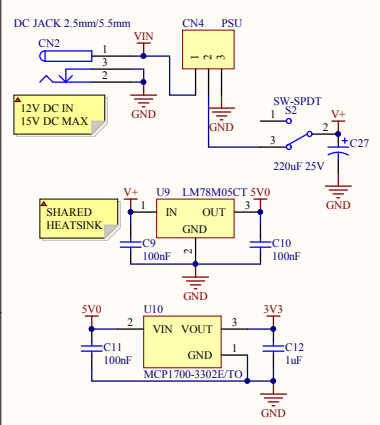 DC JACK 2.5mm/5.5mm
CN2
1
3
2
VIN
GND
12V DC IN
15V DC MAX
CN4 PSU
1 2 3
GND
SW-SPDT
S2
1
3
2
V+
C27
220uF 25V
GND
SHARED
HEATSINK
V+ U9 LM78M05CT 5V0
1 IN OUT 3
GND
2
C9
100nF
C10
100nF
GND
5V0 U10 3V3
2 VIN VOUT 3
GND 1
C11
100nF
C12
1uF
MCP1700-3302E/TO
GND